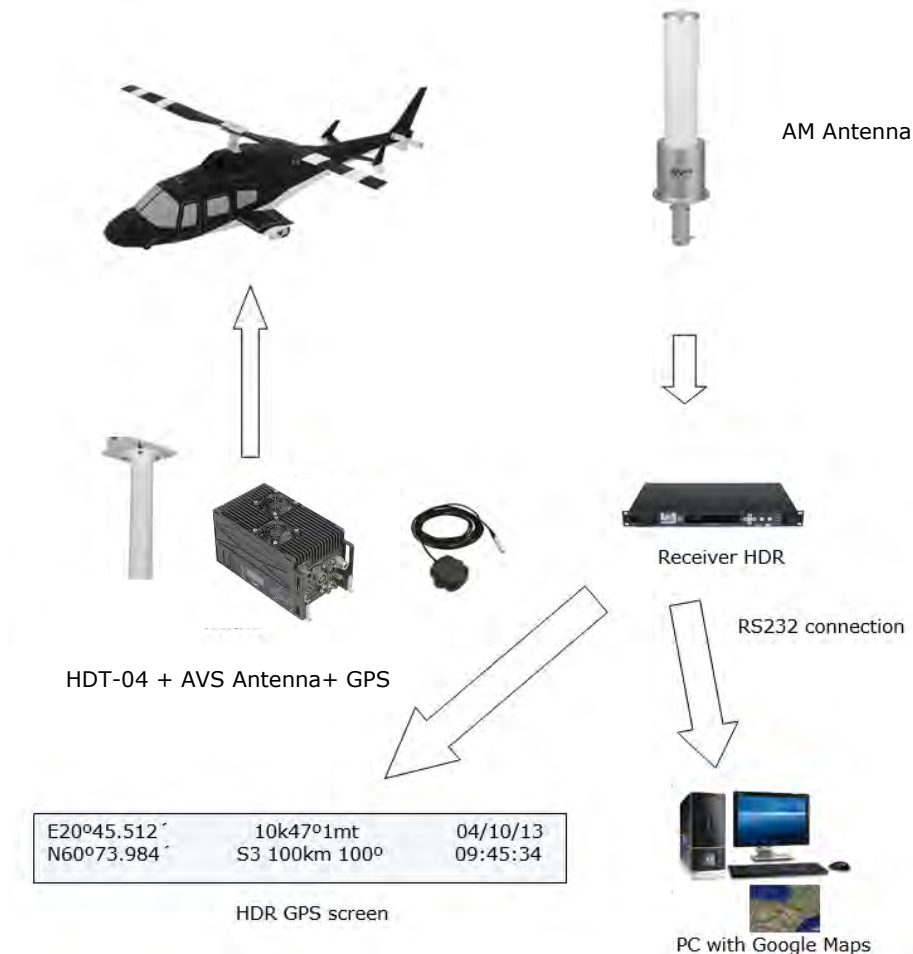 AM Antenna
Receiver HDR
RS232 connection
HDT-04 + AVS Antenna+ GPS
E20º45.512´ 10k47º1mt 04/10/13
N60º73.984´ S3 100km 100º 09:45:34
HDR GPS screen
PC with Google Maps